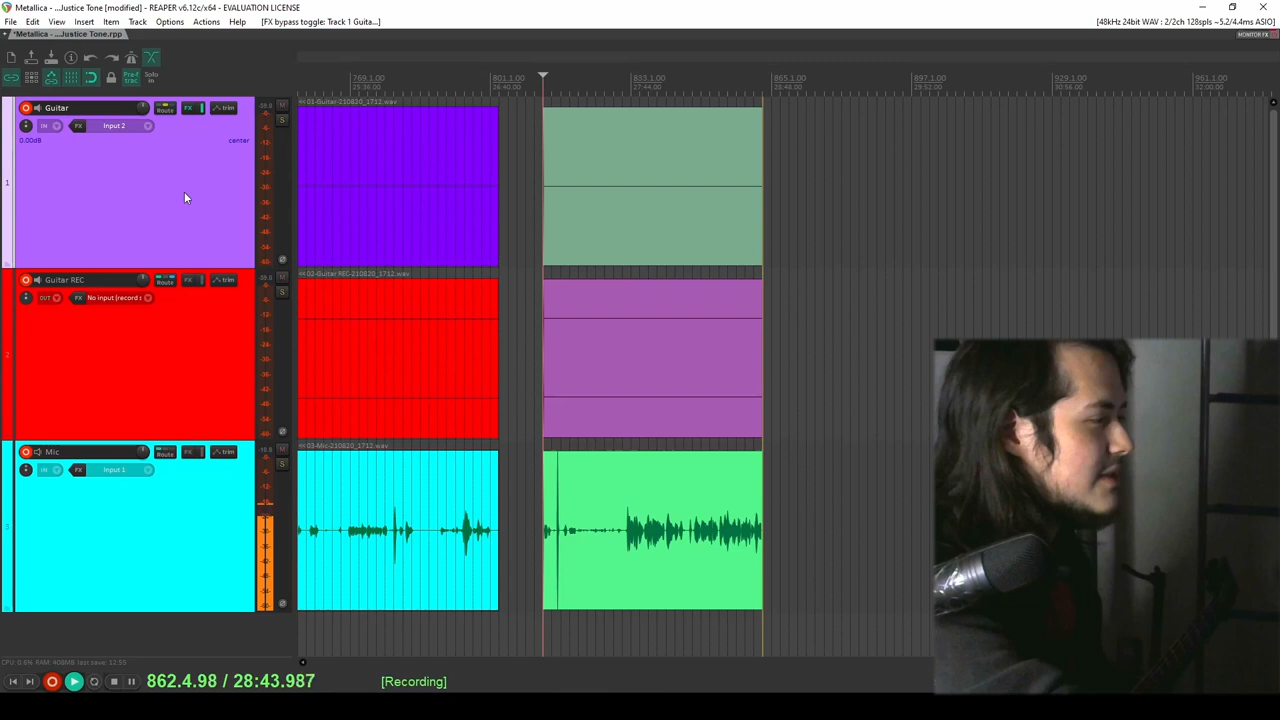 Metallica - ...Justice Tone [modified] - REAPER v6.12c/x64 - EVALUATION LICENSE
File Edit View Insert Item Track Options Actions Help [FX bypass toggle: Track 1 Guita...]
[48kHz 24bit WAV : 2/2ch 128spls ~5.2/4.4ms ASIO]
*Metallica - ...Justice Tone.rpp
MONITOR FX
Solo
769.1.00 801.1.00 833.1.00 865.1.00 897.1.00 929.1.00 961.1.00
25:36.00 26:40.00 27:44.00 28:48.00 29:52.00 30:56.00 32:00.00
01-Guitar-210820_1712.wav
Guitar Route FX trim M
IN FX Input 2 S
0.00dB center
1
02-Guitar REC-210820_1712.wav
Guitar REC Route FX trim M
OUT FX No input (record s S
2
03-Mic-210820_1712.wav
Mic Route FX trim M
IN FX Input 1 S
3
CPU: 0.6% RAM: 400MB last save: 12:55
862.4.98 / 28:43.987 [Recording]